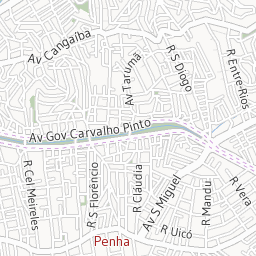 Av Cangaíba
Av Tarumã
R S Diogo
R Entre-Rios
Av Gov Carvalho Pinto
R Cel Meireles
R S Florêncio
R Cláudia
Av S Miguel
R Mandu
R Vera
R Uicó
Penha